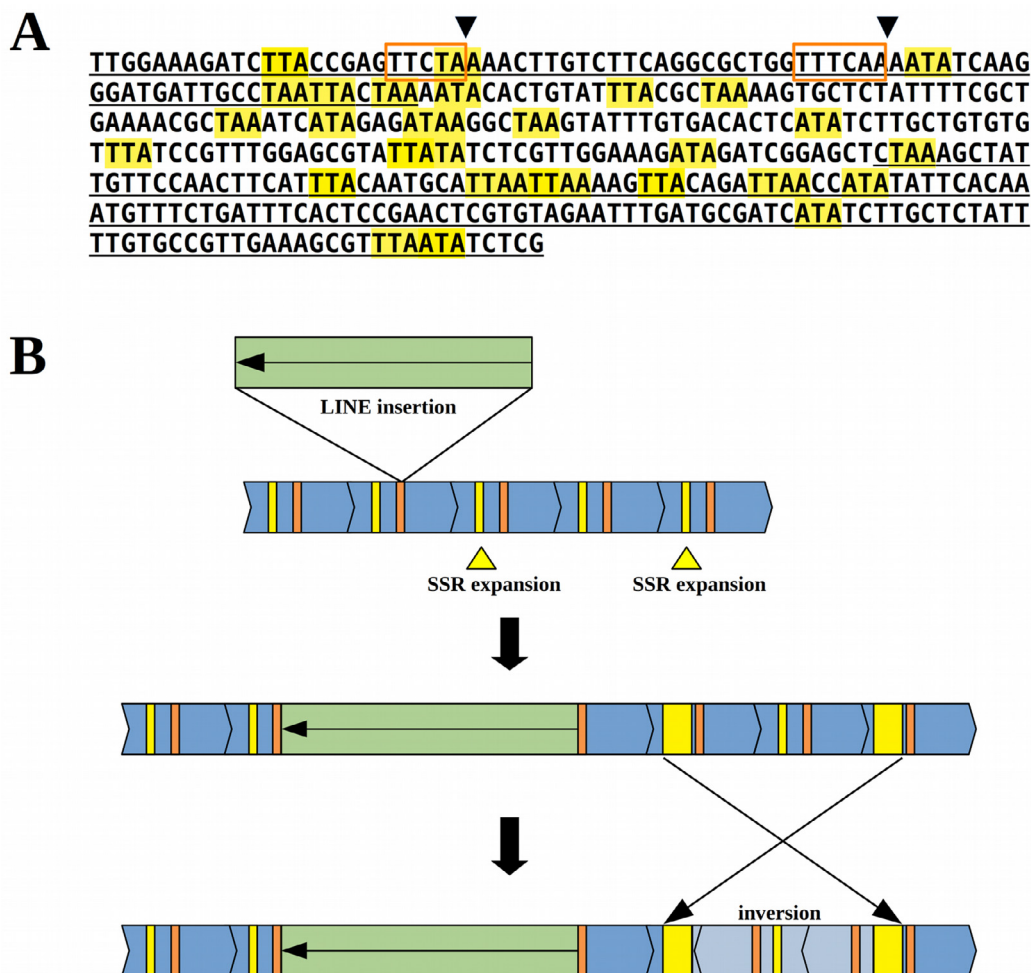 A
TTGGAAAGATCTTACCGAGTTCTAAAACTTGTCTTCAGGCGCTGGTTTCAAAATATCAAG
GGATGATTGCCTAATTACTAAAATACACTGTATTTACGCTAAAAGTGCTCTATTTTCGCT
GAAAACGCTAAATCATAGAGATAAGGCTAAGTATTTGTGACACTCATATCTTGCTGTGTG
TTTATCCGTTTGGAGCGTATTATATCTCGTTGGAAAGATAGATCGGAGCTCTAAAGCTAT
TGTTCCAACTTCATTTACAATGCATTAATTAAAAGTTACAGATTAACCATATATTCACAA
ATGTTTCTGATTTCACTCCGAACTCGTGTAGAATTTGATGCGATCATATCTTGCTCTATT
TTGTGCCGTTGAAAGCGTTTAATATCTCG
B
LINE insertion
SSR expansion SSR expansion
inversion